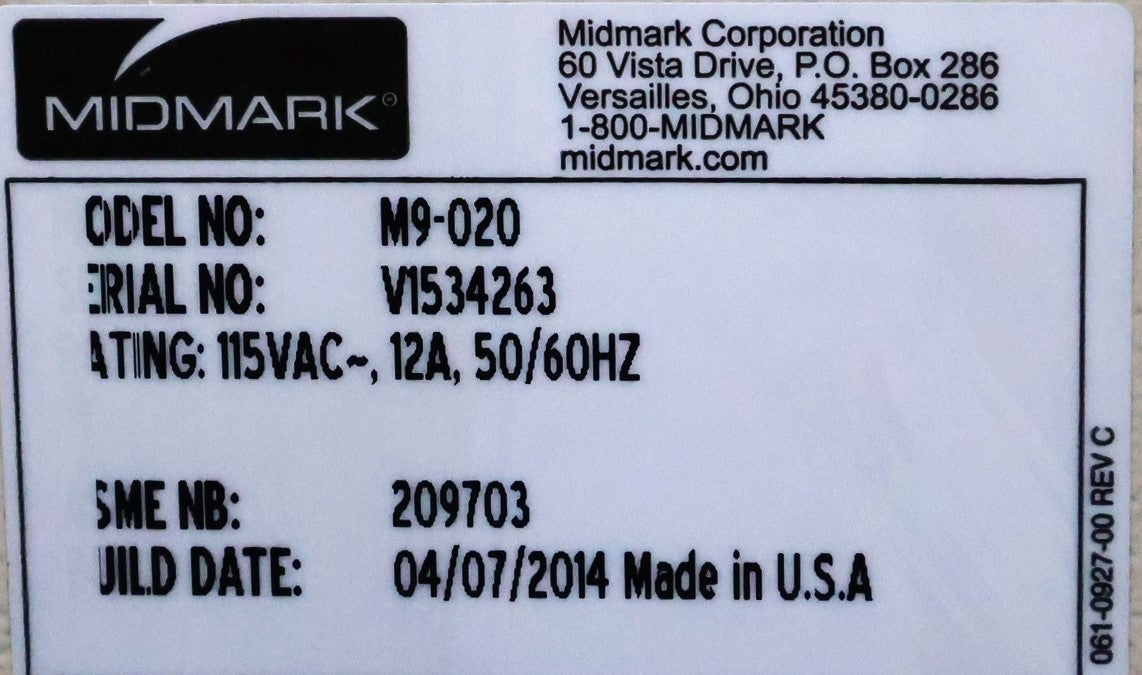 MIDMARK®
Midmark Corporation
60 Vista Drive, P.O. Box 286
Versailles, Ohio 45380-0286
1-800-MIDMARK
midmark.com
ODEL NO: M9-020
ERIAL NO: V1534263
ATING: 115VAC~, 12A, 50/60HZ
SME NB: 209703
UILD DATE: 04/07/2014 Made in U.S.A
061-0927-00 REV C